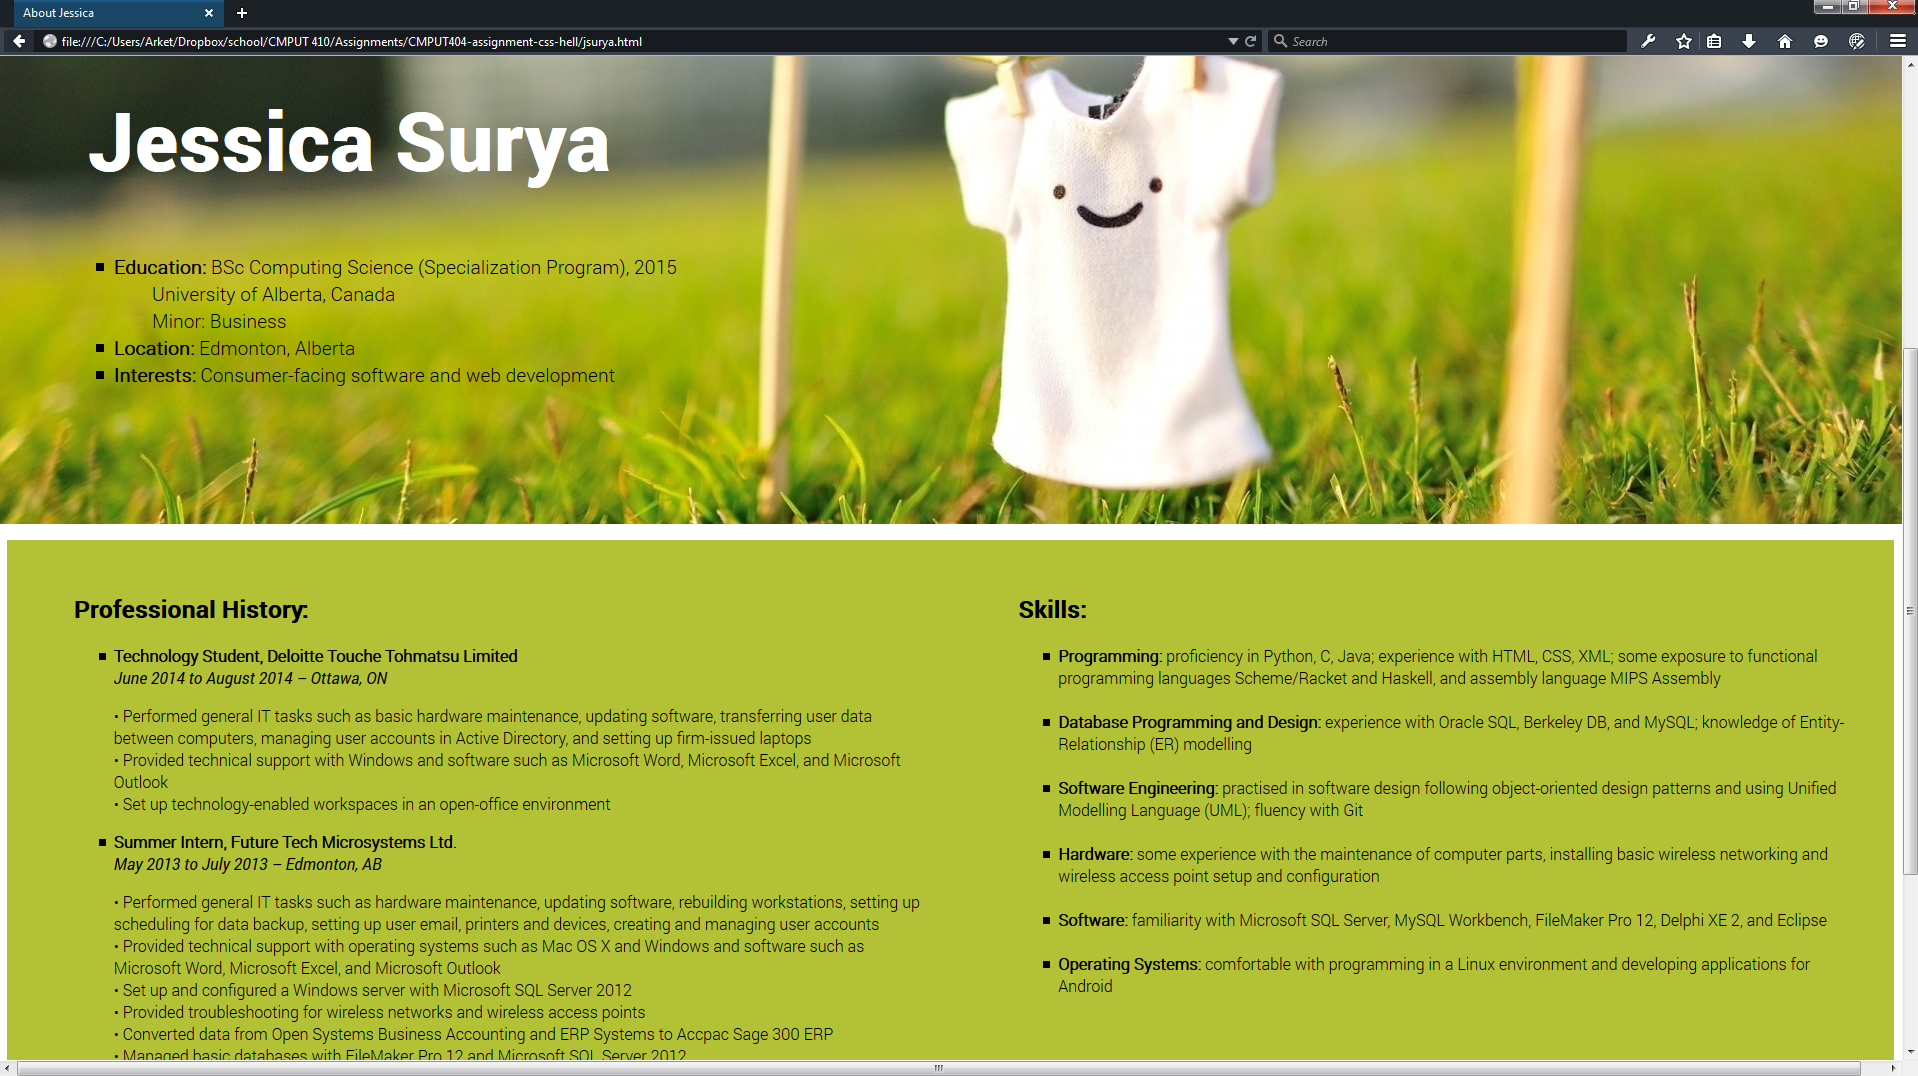 About Jessica
file:///C:/Users/Arket/Dropbox/school/CMPUT 410/Assignments/CMPUT404-assignment-css-hell/jsurya.html
Search
Jessica Surya
Education: BSc Computing Science (Specialization Program), 2015
University of Alberta, Canada
Minor: Business
Location: Edmonton, Alberta
Interests: Consumer-facing software and web development
Professional History:
Technology Student, Deloitte Touche Tohmatsu Limited
June 2014 to August 2014 – Ottawa, ON
• Performed general IT tasks such as basic hardware maintenance, updating software, transferring user data
between computers, managing user accounts in Active Directory, and setting up firm-issued laptops
• Provided technical support with Windows and software such as Microsoft Word, Microsoft Excel, and Microsoft
Outlook
• Set up technology-enabled workspaces in an open-office environment
Summer Intern, Future Tech Microsystems Ltd.
May 2013 to July 2013 – Edmonton, AB
• Performed general IT tasks such as hardware maintenance, updating software, rebuilding workstations, setting up
scheduling for data backup, setting up user email, printers and devices, creating and managing user accounts
• Provided technical support with operating systems such as Mac OS X and Windows and software such as
Microsoft Word, Microsoft Excel, and Microsoft Outlook
• Set up and configured a Windows server with Microsoft SQL Server 2012
• Provided troubleshooting for wireless networks and wireless access points
• Converted data from Open Systems Business Accounting and ERP Systems to Accpac Sage 300 ERP
• Managed basic databases with FileMaker Pro 12 and Microsoft SQL Server 2012
Skills:
Programming: proficiency in Python, C, Java; experience with HTML, CSS, XML; some exposure to functional
programming languages Scheme/Racket and Haskell, and assembly language MIPS Assembly
Database Programming and Design: experience with Oracle SQL, Berkeley DB, and MySQL; knowledge of Entity-
Relationship (ER) modelling
Software Engineering: practised in software design following object-oriented design patterns and using Unified
Modelling Language (UML); fluency with Git
Hardware: some experience with the maintenance of computer parts, installing basic wireless networking and
wireless access point setup and configuration
Software: familiarity with Microsoft SQL Server, MySQL Workbench, FileMaker Pro 12, Delphi XE 2, and Eclipse
Operating Systems: comfortable with programming in a Linux environment and developing applications for
Android